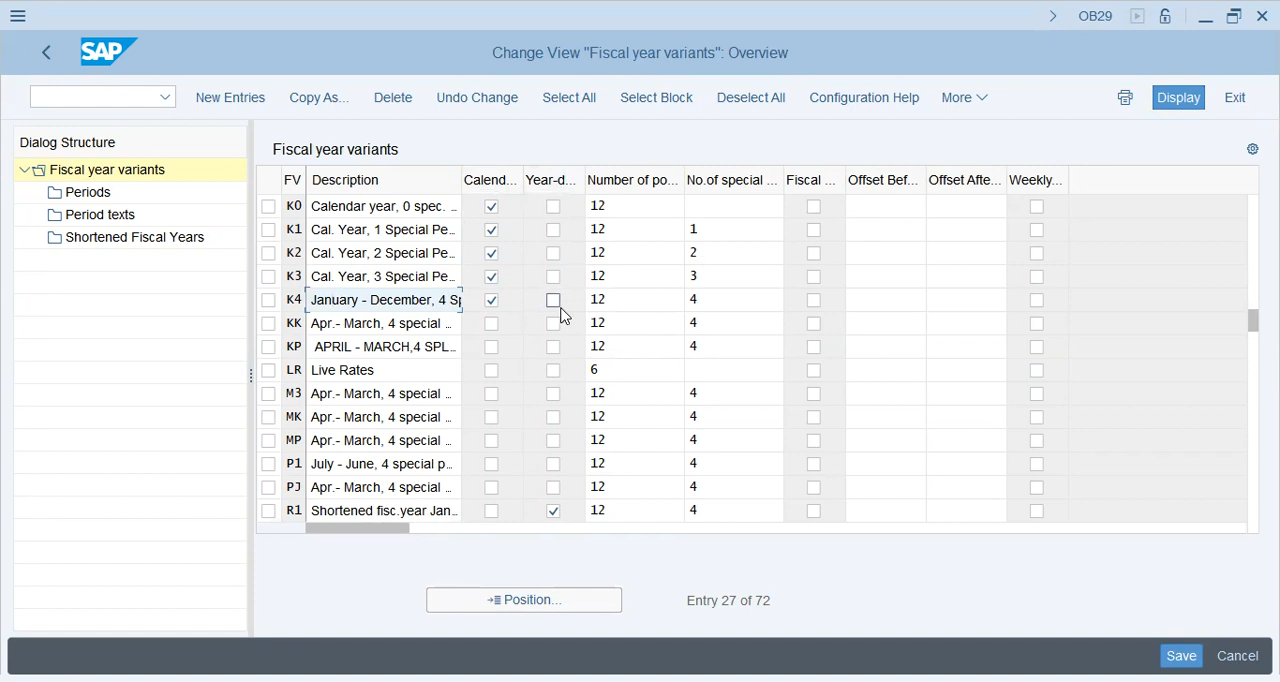 OB29
SAP
Change View "Fiscal year variants": Overview
New Entries Copy As... Delete Undo Change Select All Select Block Deselect All Configuration Help More Display Exit
Dialog Structure
Fiscal year variants
Periods
Period texts
Shortened Fiscal Years
Fiscal year variants
FV Description Calend... Year-d... Number of po... No.of special ... Fiscal ... Offset Bef... Offset Afte... Weekly...
K0 Calendar year, 0 spec. ... 12
K1 Cal. Year, 1 Special Pe... 12 1
K2 Cal. Year, 2 Special Pe... 12 2
K3 Cal. Year, 3 Special Pe... 12 3
K4 January - December, 4 Sp 12 4
KK Apr.- March, 4 special ... 12 4
KP APRIL - MARCH,4 SPL... 12 4
LR Live Rates 6
M3 Apr.- March, 4 special ... 12 4
MK Apr.- March, 4 special ... 12 4
MP Apr.- March, 4 special ... 12 4
P1 July - June, 4 special p... 12 4
PJ Apr.- March, 4 special ... 12 4
R1 Shortened fisc.year Jan... 12 4
Position... Entry 27 of 72
Save Cancel